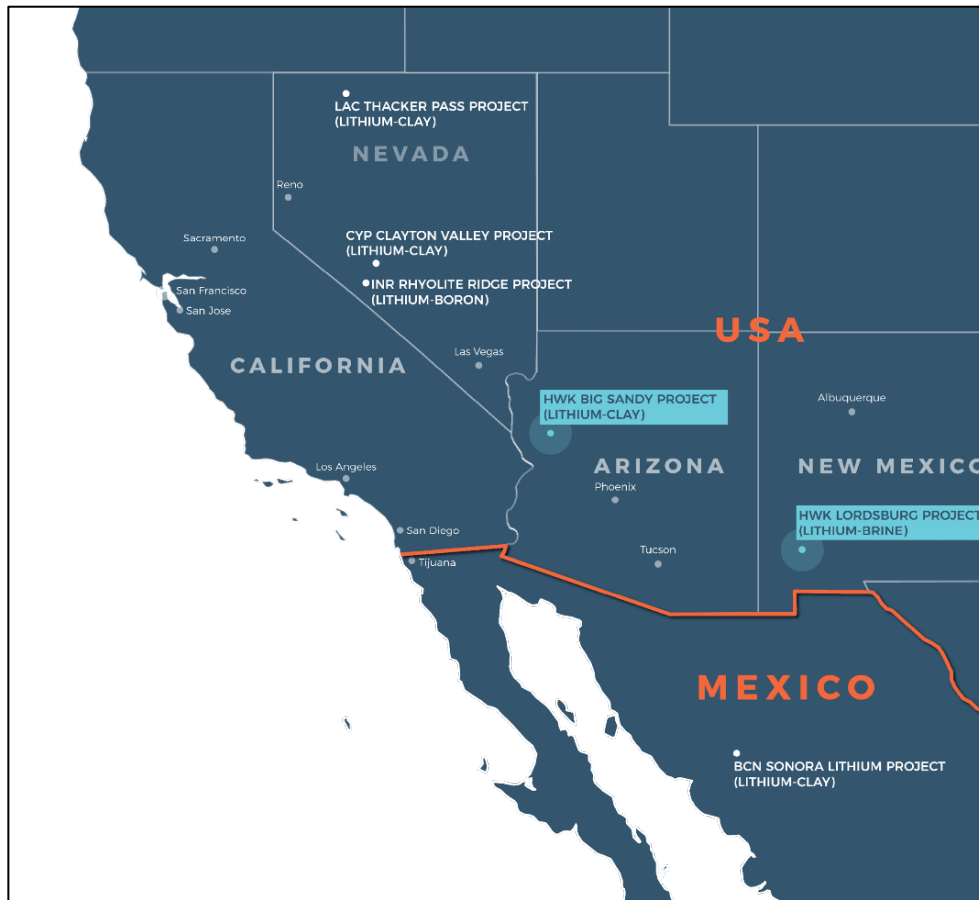 LAC THACKER PASS PROJECT
(LITHIUM-CLAY)
NEVADA
Reno
Sacramento
CYP CLAYTON VALLEY PROJECT
(LITHIUM-CLAY)
INR RHYOLITE RIDGE PROJECT
(LITHIUM-BORON)
San Francisco
San Jose
USA
Las Vegas
CALIFORNIA
HWK BIG SANDY PROJECT
(LITHIUM-CLAY)
Albuquerque
Los Angeles
ARIZONA
NEW MEXICO
Phoenix
HWK LORDSBURG PROJECT
(LITHIUM-BRINE)
San Diego
Tucson
Tijuana
MEXICO
BCN SONORA LITHIUM PROJECT
(LITHIUM-CLAY)